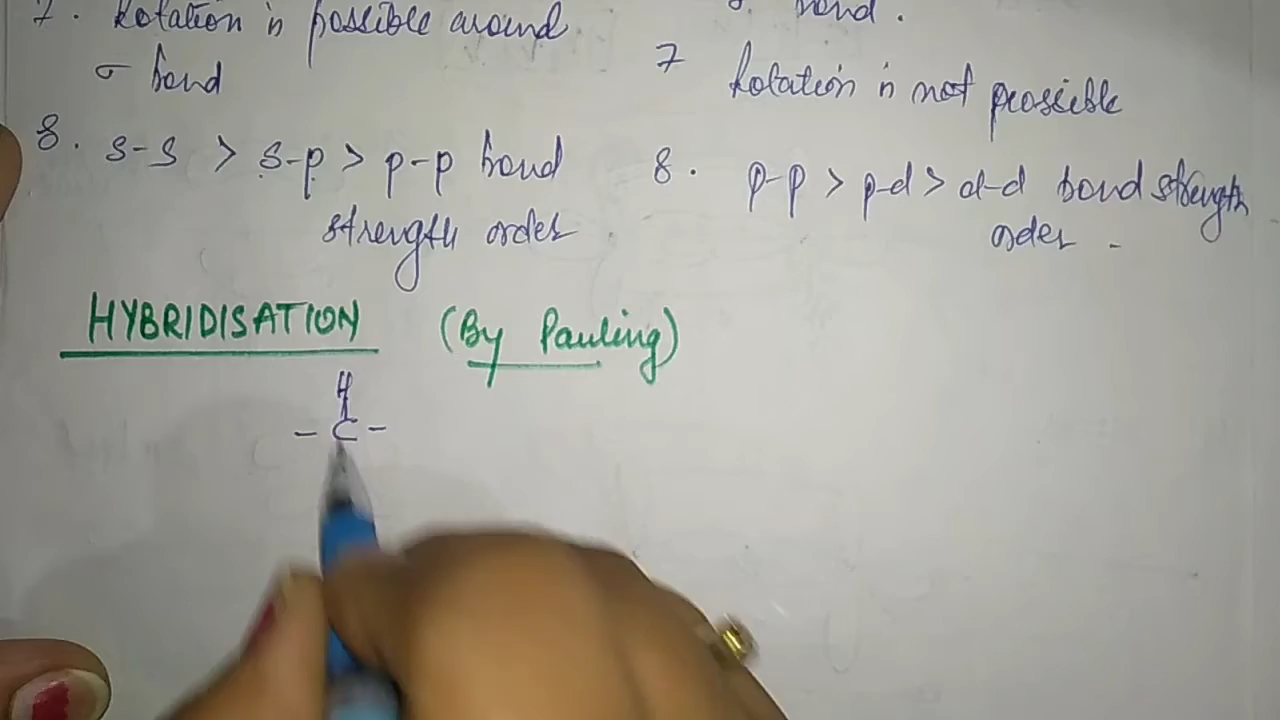 7. Rotation is possible around
σ bond
8. s-s > s-p > p-p bond
strength order
bond.
7 Rotation is not possible
8. p-p > p-d > d-d bond strength
order.
HYBRIDISATION (By Pauling)
H
- C -